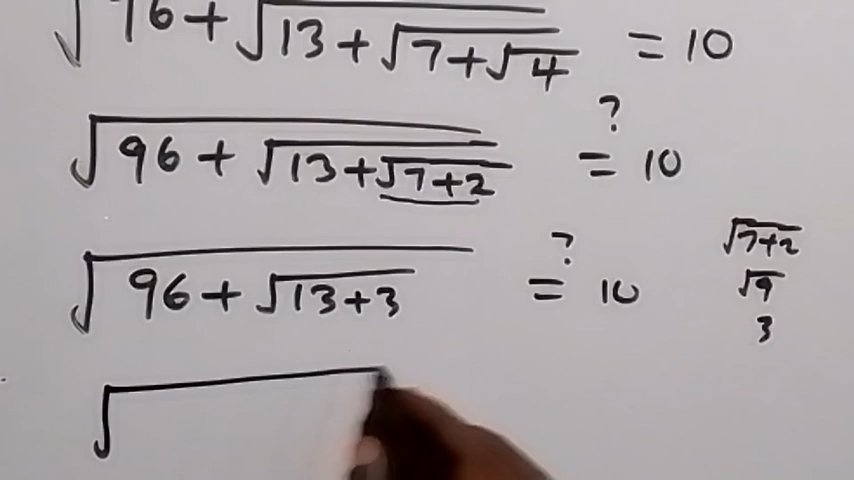 √96 + √13 + √7 + √4 = 10
√96 + √13 + √7+2 ?= 10
√96 + √13+3 ?= 10
√7+2
√9
3
√